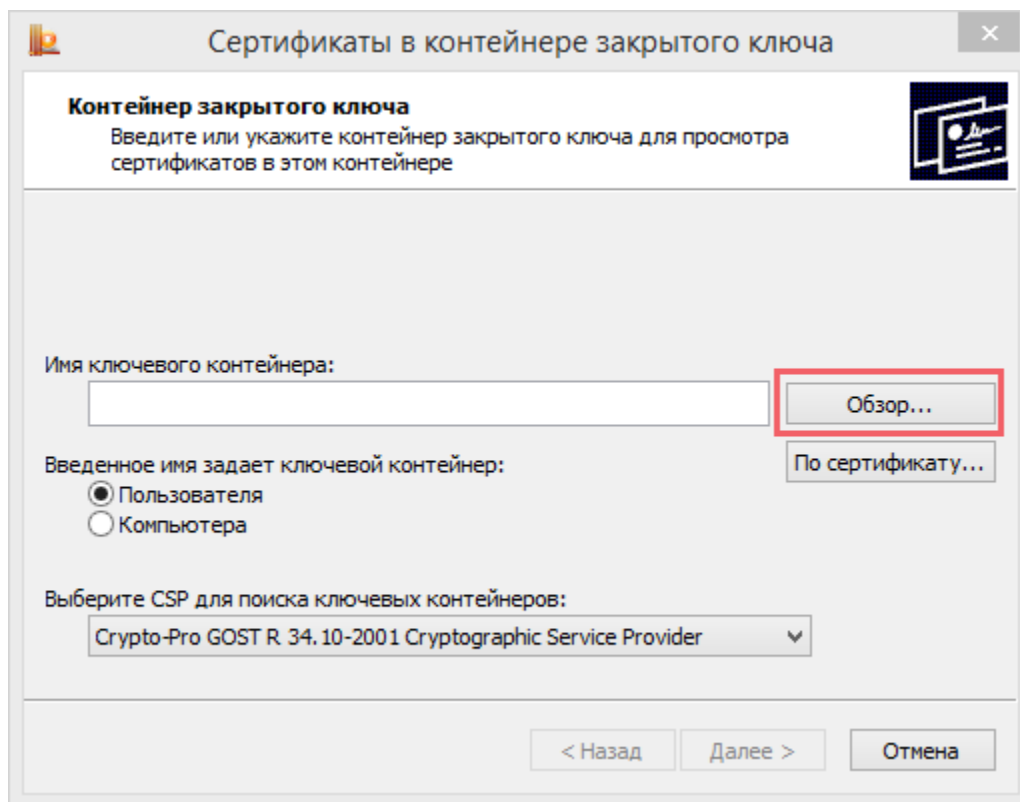 Сертификаты в контейнере закрытого ключа
Контейнер закрытого ключа
Введите или укажите контейнер закрытого ключа для просмотра
сертификатов в этом контейнере
Имя ключевого контейнера:
Обзор...
Введенное имя задает ключевой контейнер:
По сертификату...
Пользователя
Компьютера
Выберите CSP для поиска ключевых контейнеров:
Crypto-Pro GOST R 34.10-2001 Cryptographic Service Provider
< Назад
Далее >
Отмена